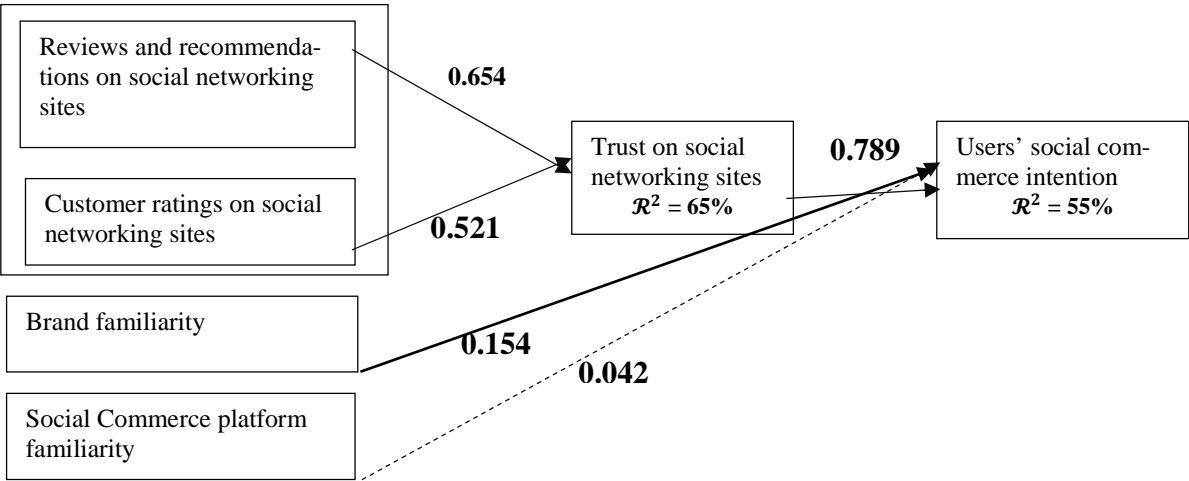 Reviews and recommenda-
tions on social networking
sites
0.654
Customer ratings on social
networking sites
0.521
Trust on social
networking sites
ℛ² = 65%
0.789
Users’ social com-
merce intention
ℛ² = 55%
Brand familiarity
0.154
0.042
Social Commerce platform
familiarity